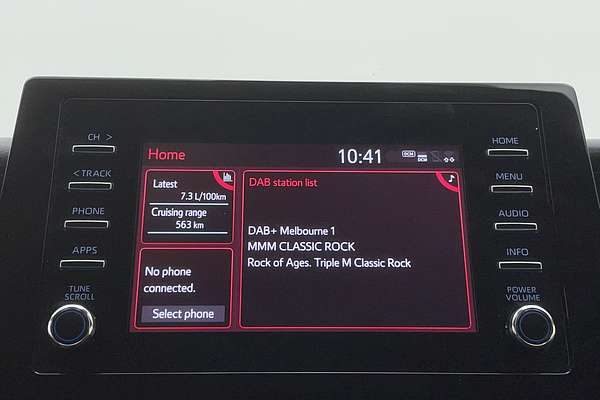 CH >
< TRACK
PHONE
APPS
TUNE
SCROLL
Home
10:41
DCM
DCM
Latest
7.3 L/100km
Cruising range
563 km
No phone
connected.
Select phone
DAB station list
DAB+ Melbourne 1
MMM CLASSIC ROCK
Rock of Ages. Triple M Classic Rock
HOME
MENU
AUDIO
INFO
POWER
VOLUME